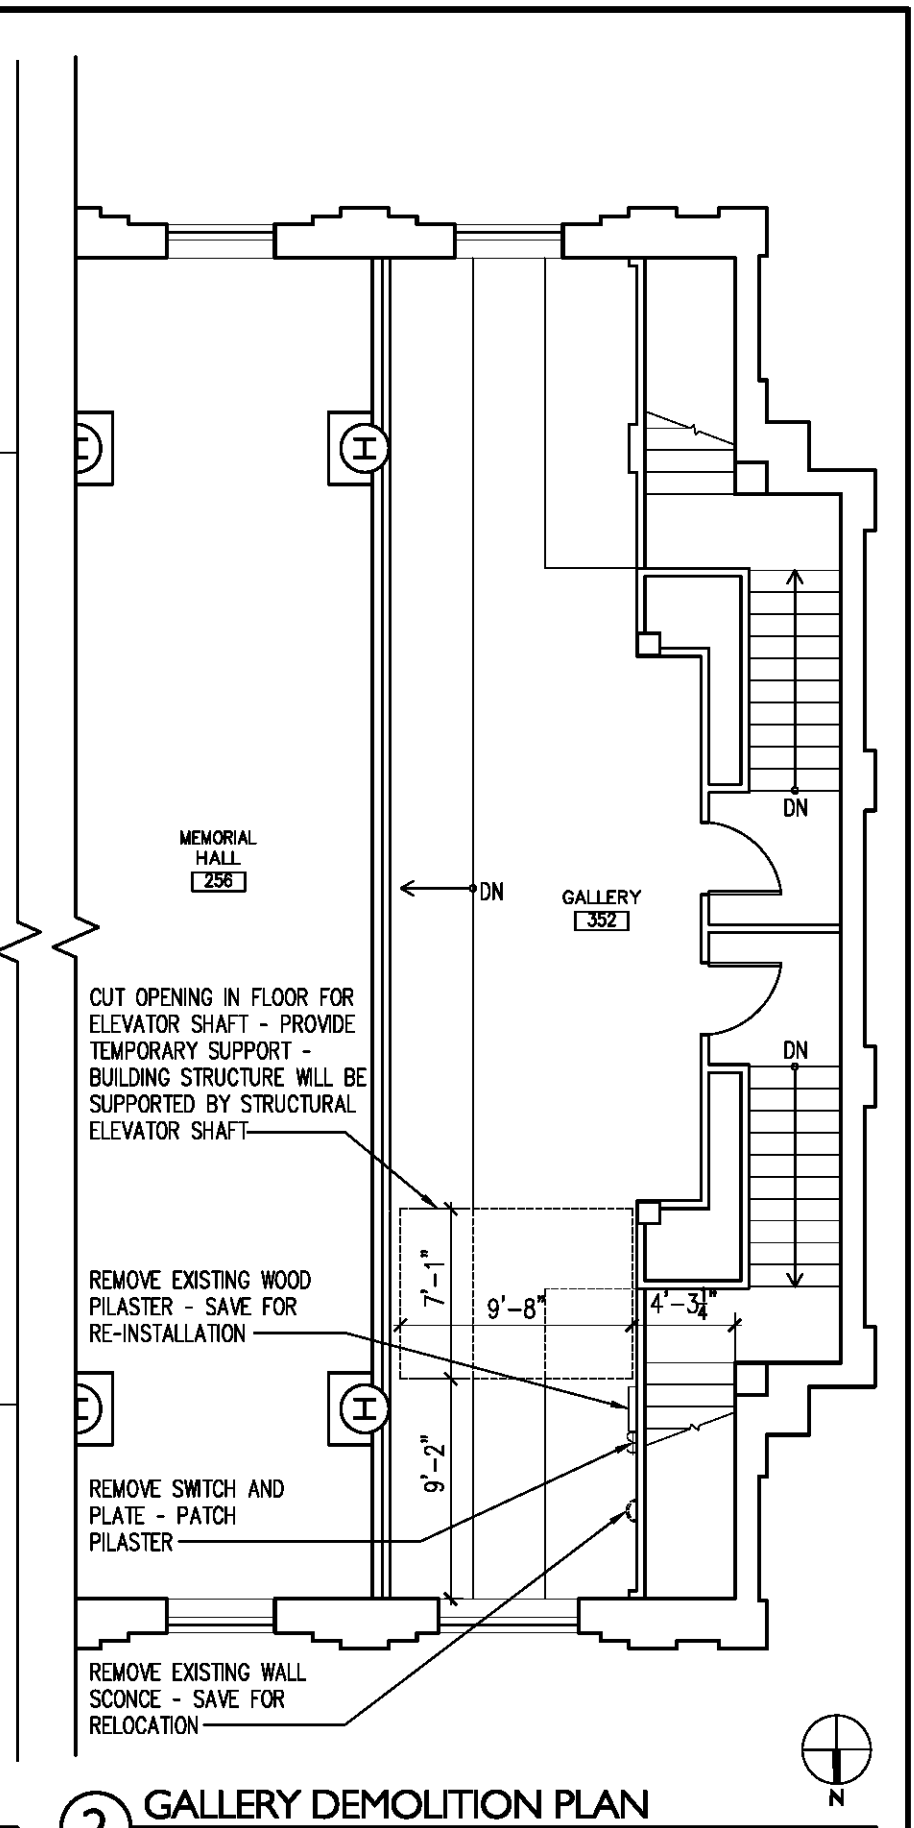 H
H
MEMORIAL
HALL
256
DN
GALLERY
352
DN
DN
CUT OPENING IN FLOOR FOR
ELEVATOR SHAFT - PROVIDE
TEMPORARY SUPPORT -
BUILDING STRUCTURE WILL BE
SUPPORTED BY STRUCTURAL
ELEVATOR SHAFT
7'-1"
9'-8"
4'-3 1/4"
REMOVE EXISTING WOOD
PILASTER - SAVE FOR
RE-INSTALLATION
H
H
9'-2"
REMOVE SWITCH AND
PLATE - PATCH
PILASTER
REMOVE EXISTING WALL
SCONCE - SAVE FOR
RELOCATION
N
2 GALLERY DEMOLITION PLAN